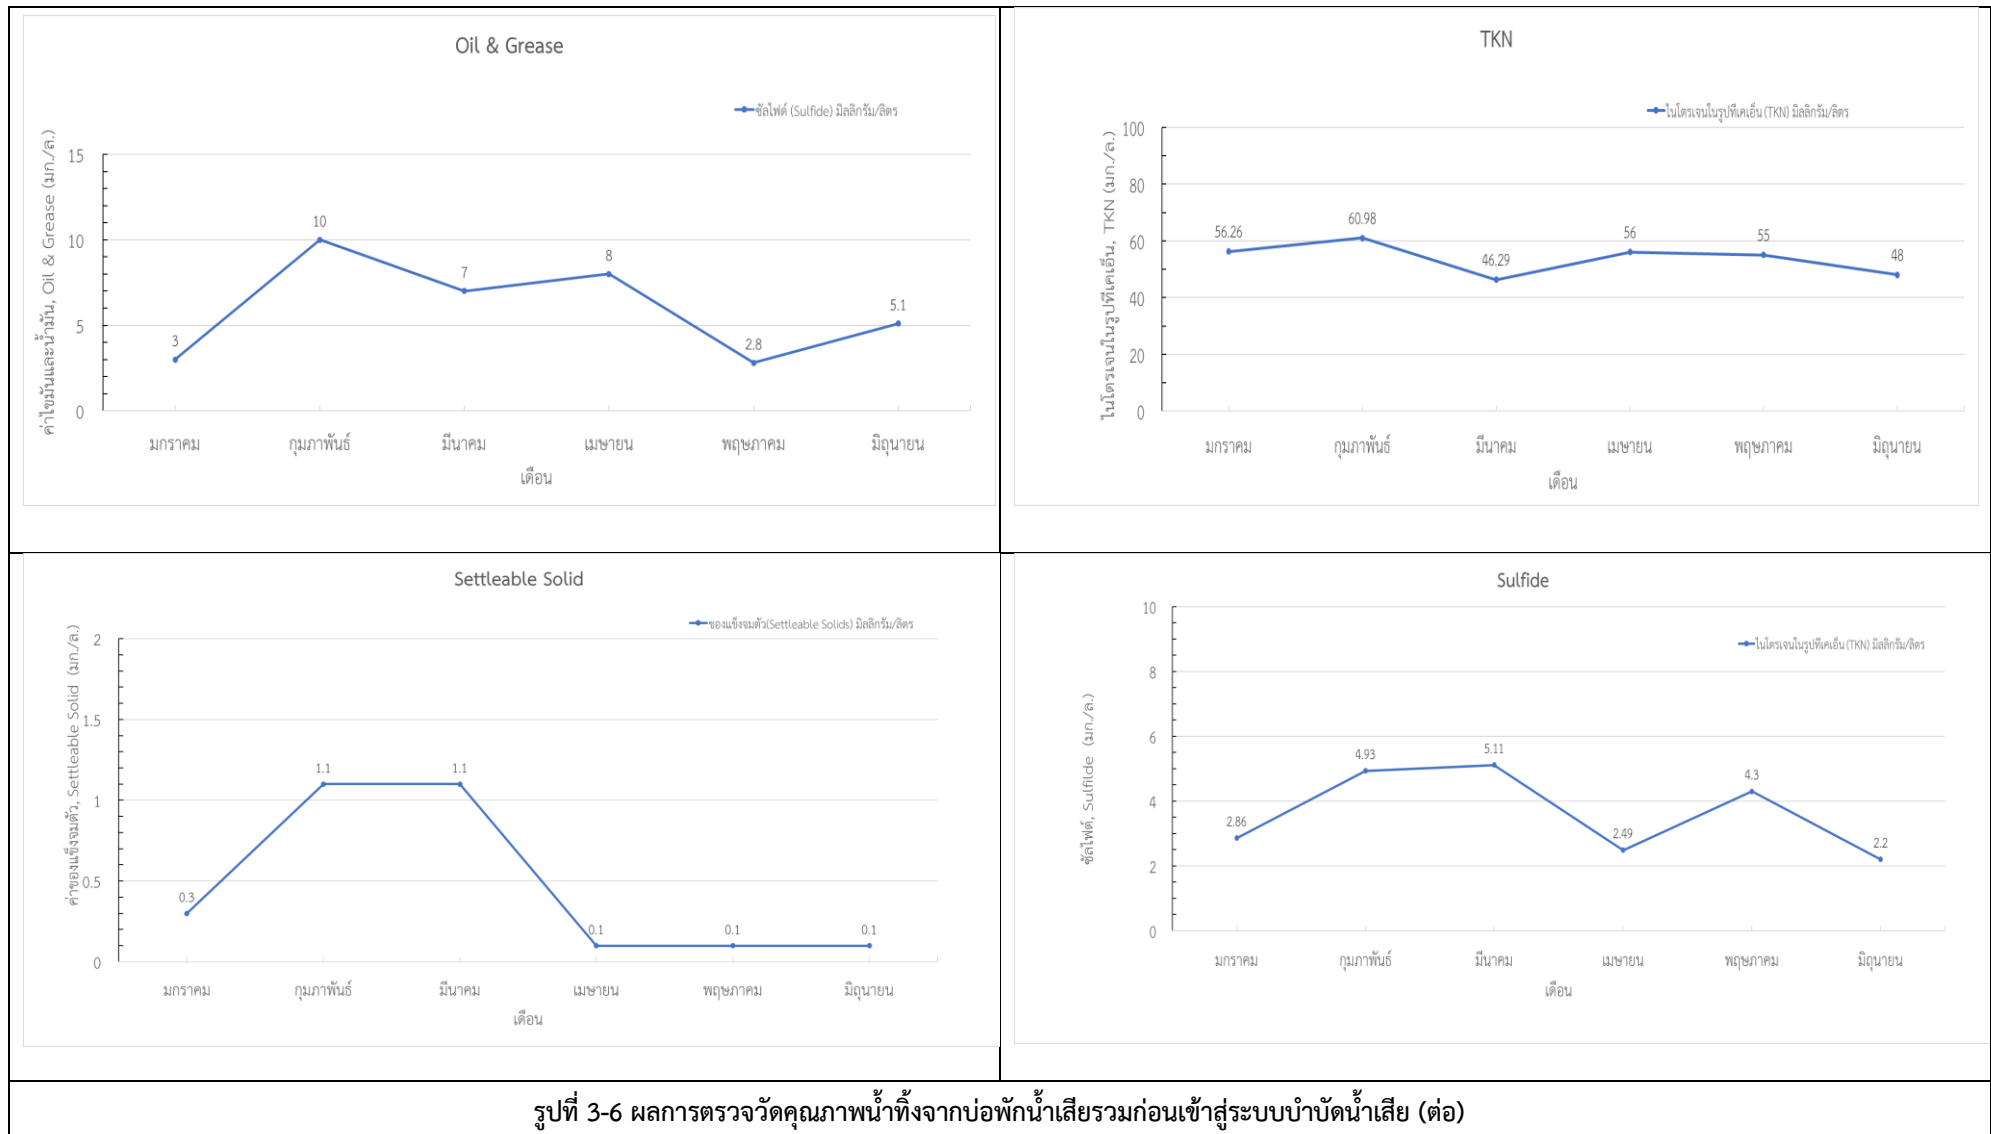 Oil & Grease
ซัลไฟด์ (Sulfide) มิลลิกรัม/ลิตร
ค่าไขมันและน้ำมัน, Oil & Grease (มก./ล.)
15
10
5
0
3
10
7
8
2.8
5.1
มกราคม กุมภาพันธ์ มีนาคม เมษายน พฤษภาคม มิถุนายน
เดือน
TKN
ไนโตรเจนในรูปทีเคเอ็น (TKN) มิลลิกรัม/ลิตร
ไนโตรเจนในรูปทีเคเอ็น, TKN (มก./ล.)
100
80
60
40
20
0
56.26
60.98
46.29
56
55
48
มกราคม กุมภาพันธ์ มีนาคม เมษายน พฤษภาคม มิถุนายน
เดือน
Settleable Solid
ของแข็งจมตัว(Settleable Solids) มิลลิกรัม/ลิตร
ค่าของแข็งจมตัว, Settleable Solid (มก./ล.)
2
1.5
1
0.5
0
0.3
1.1
1.1
0.1
0.1
0.1
มกราคม กุมภาพันธ์ มีนาคม เมษายน พฤษภาคม มิถุนายน
เดือน
Sulfide
ไนโตรเจนในรูปทีเคเอ็น (TKN) มิลลิกรัม/ลิตร
ซัลไฟด์, Sulfilde (มก./ล.)
10
8
6
4
2
0
2.86
4.93
5.11
2.49
4.3
2.2
มกราคม กุมภาพันธ์ มีนาคม เมษายน พฤษภาคม มิถุนายน
เดือน
รูปที่ 3-6 ผลการตรวจวัดคุณภาพน้ำทิ้งจากบ่อพักน้ำเสียรวมก่อนเข้าสู่ระบบบำบัดน้ำเสีย (ต่อ)